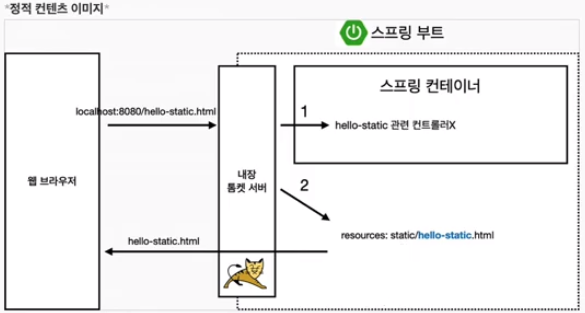 *정적 컨텐츠 이미지*
스프링 부트
스프링 컨테이너
localhost:8080/hello-static.html
1
hello-static 관련 컨트롤러X
웹 브라우저
내장
톰켓 서버
2
resources: static/hello-static.html
hello-static.html